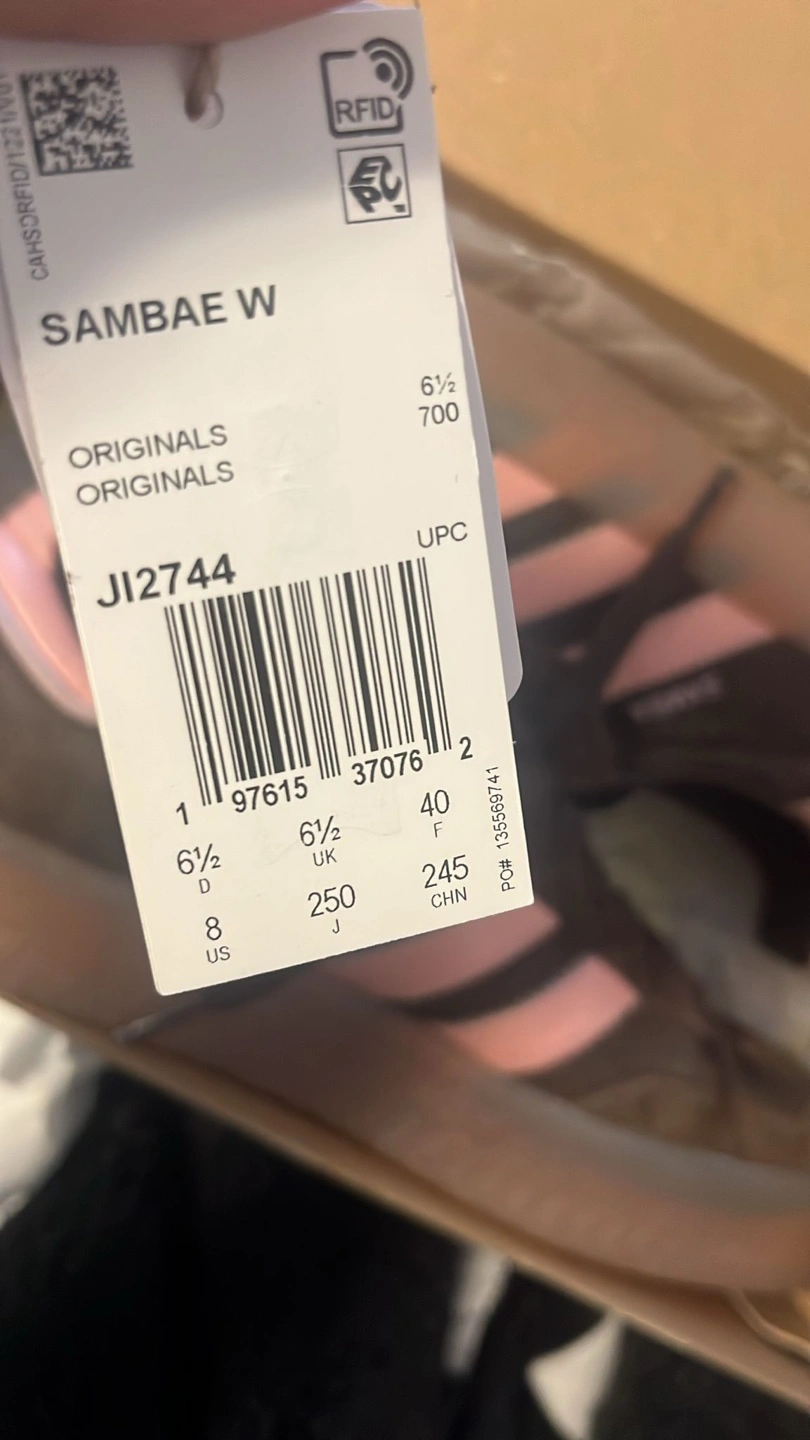 RFID
EPC
SAMBAE W
6½
700
ORIGINALS
ORIGINALS
UPC
JI2744
1 97615 37076 2
6½ 6½ 40
D UK F
8 250 245
US J CHN
PO# 135569741